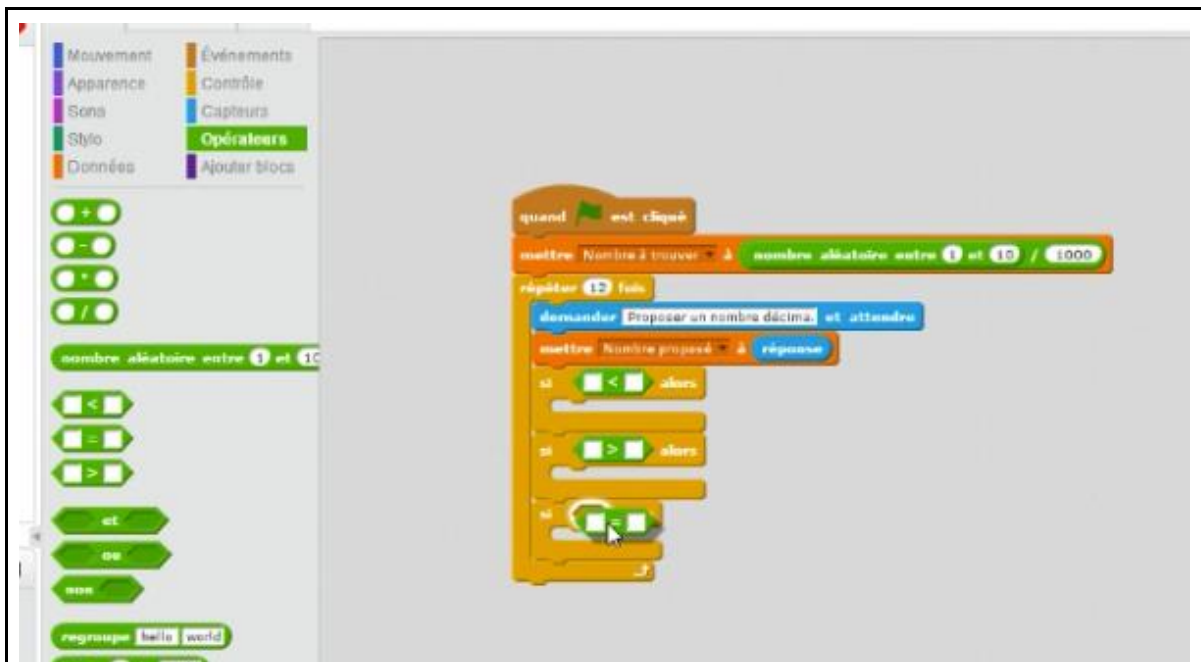 Mouvement
Apparence
Sons
Stylo
Données
Événements
Contrôle
Capteurs
Opérateurs
Ajouter blocs
+
-
*
/
nombre aléatoire entre 1 et 10
<
=
>
et
ou
non
regroupe hello world
quand est cliqué
mettre Nombre à trouver à nombre aléatoire entre 1 et 10 / 1000
répéter 12 fois
demander Proposer un nombre décima. et attendre
mettre Nombre proposé à réponse
si < alors
si > alors
si =